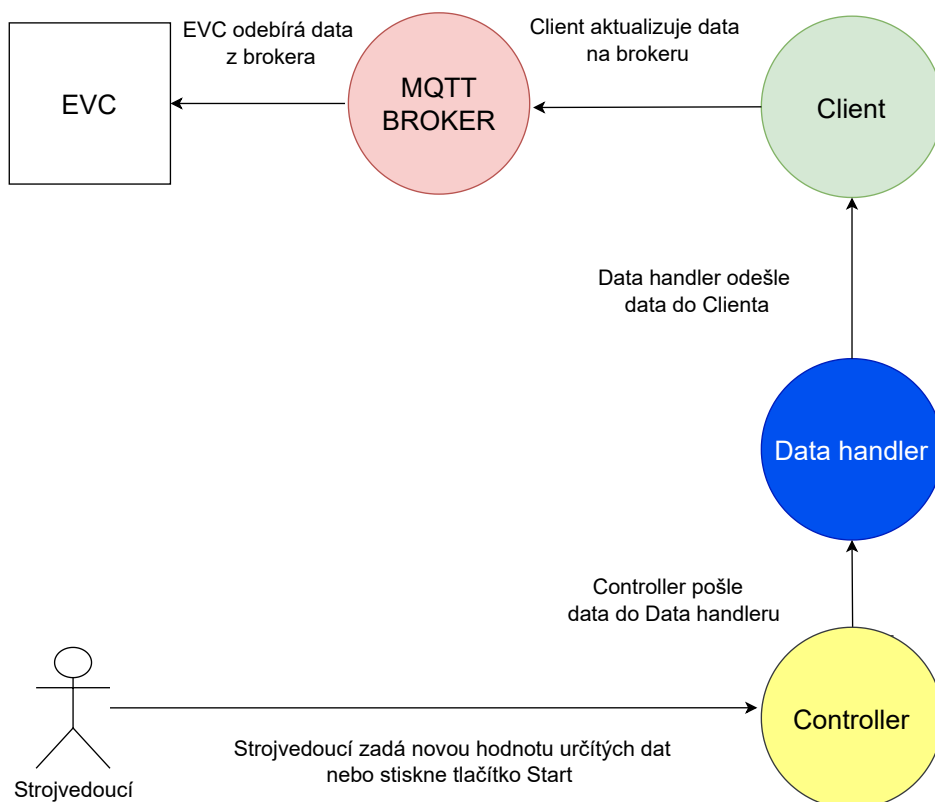 EVC odebírá data
z brokera
Client aktualizuje data
na brokeru
EVC
MQTT
BROKER
Client
Data handler odešle
data do Clienta
Data handler
Controller pošle
data do Data handleru
Controller
Strojvedoucí zadá novou hodnotu určítých dat
nebo stiskne tlačítko Start
Strojvedoucí